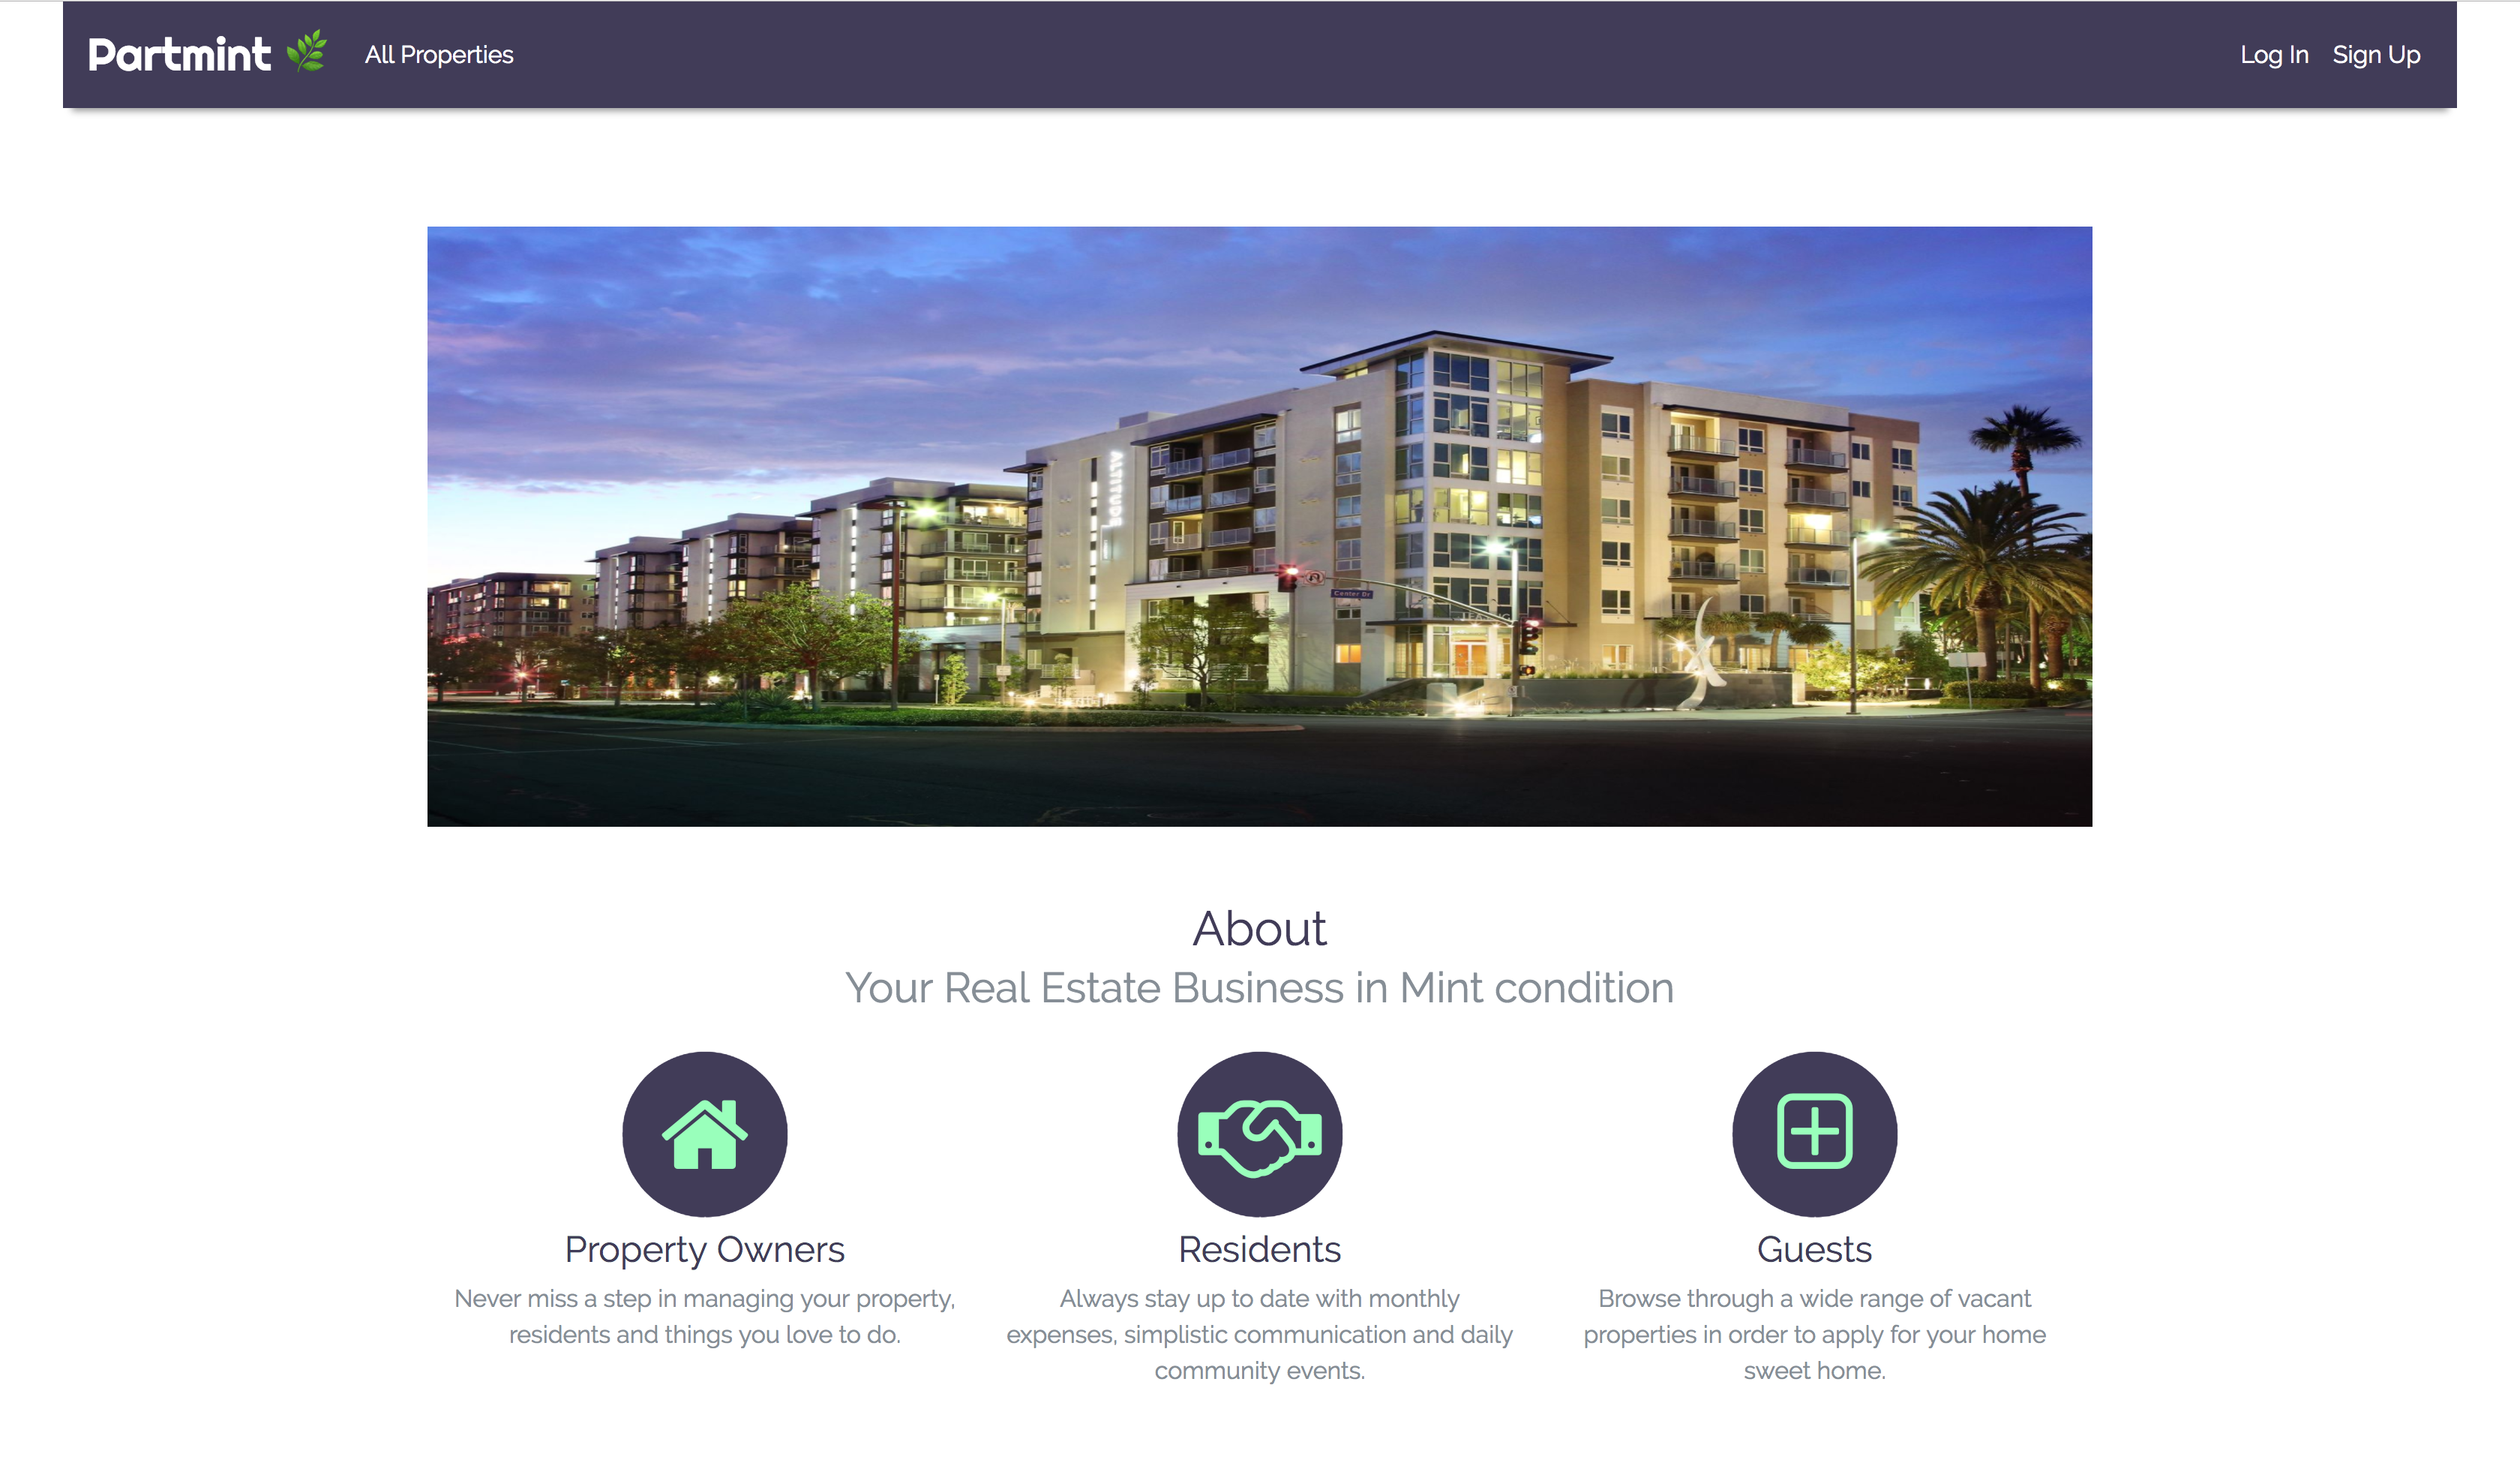 Partmint
All Properties
Log In
Sign Up
ALTITUDE
Center Dr
About
Your Real Estate Business in Mint condition
Property Owners
Never miss a step in managing your property,
residents and things you love to do.
Residents
Always stay up to date with monthly
expenses, simplistic communication and daily
community events.
Guests
Browse through a wide range of vacant
properties in order to apply for your home
sweet home.